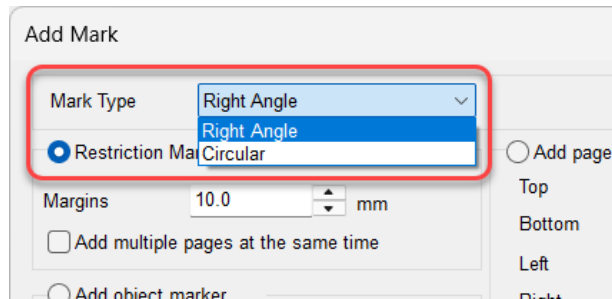 Add Mark
Mark Type
Right Angle
Right Angle
Circular
Restriction Ma
Add page
Margins
10.0
mm
Top
Bottom
Add multiple pages at the same time
Left
Add object marker
Right